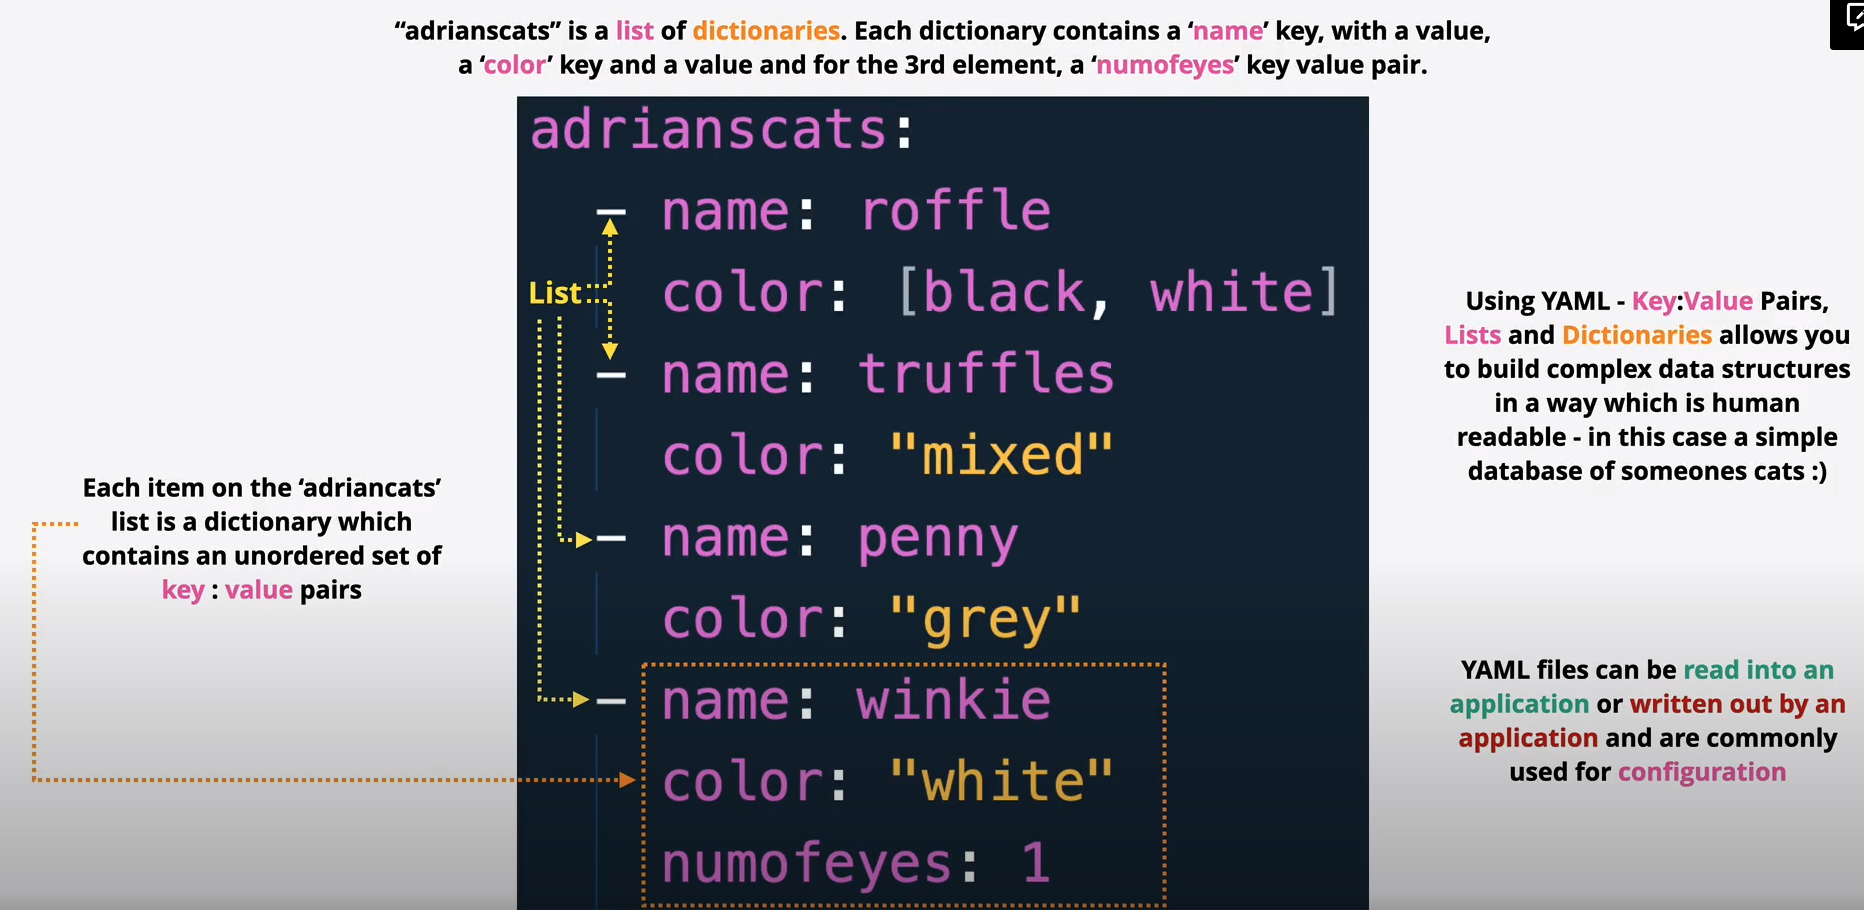 “adrianscats” is a list of dictionaries. Each dictionary contains a ‘name’ key, with a value,
a ‘color’ key and a value and for the 3rd element, a ‘numofeyes’ key value pair.
adrianscats:
– name: roffle
List
color: [black, white]
– name: truffles
color: "mixed"
– name: penny
color: "grey"
– name: winkie
color: "white"
numofeyes: 1
Each item on the ‘adriancats’
list is a dictionary which
contains an unordered set of
key : value pairs
Using YAML - Key:Value Pairs,
Lists and Dictionaries allows you
to build complex data structures
in a way which is human
readable - in this case a simple
database of someones cats :)
YAML files can be read into an
application or written out by an
application and are commonly
used for configuration